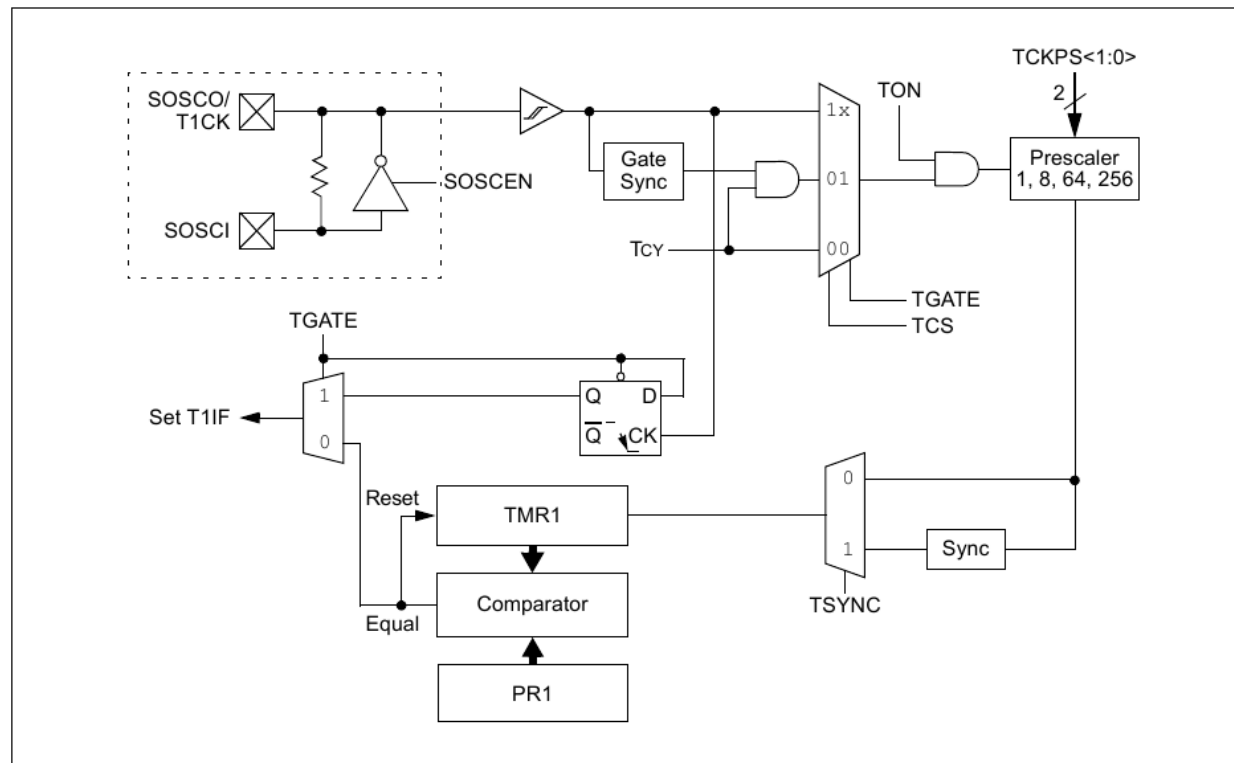 TCKPS<1:0>
2
TON
SOSCO/
T1CK
1x
Gate
Sync
Prescaler
1, 8, 64, 256
SOSCEN
01
SOSCI
TCY
00
TGATE
TCS
TGATE
1
Q
D
Set T1IF
Q
CK
0
0
Reset
TMR1
1
Sync
TSYNC
Comparator
Equal
PR1